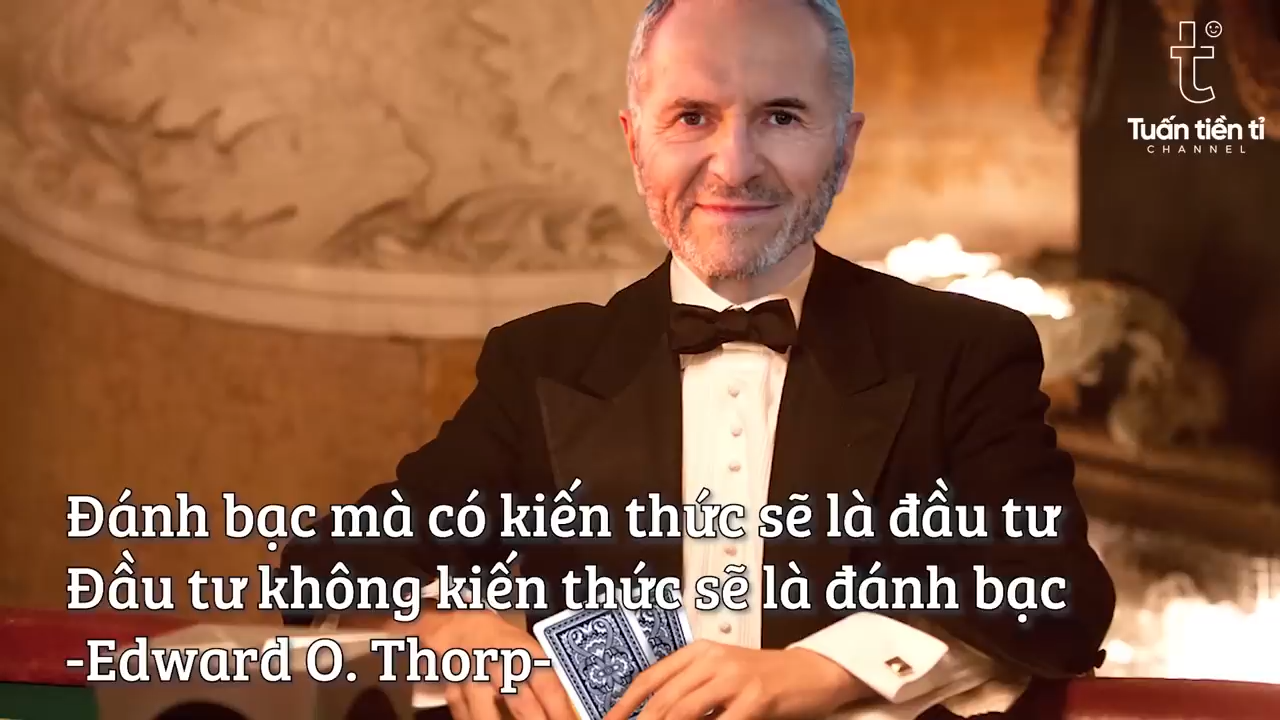 t
Tuấn tiền tỉ
CHANNEL
Đánh bạc mà có kiến thức sẽ là đầu tư
Đầu tư không kiến thức sẽ là đánh bạc
-Edward O. Thorp-